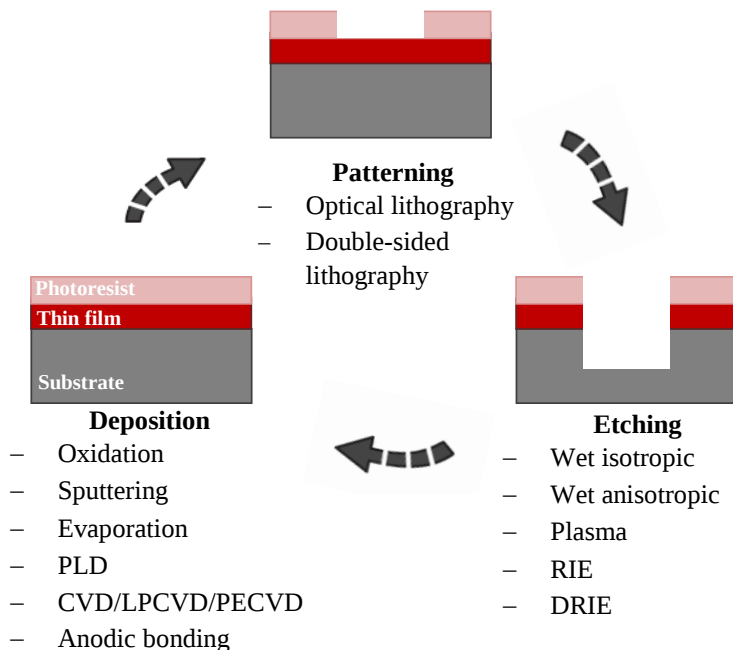 Patterning
– Optical lithography
– Double-sided
lithography
Photoresist
Thin film
Substrate
Deposition
– Oxidation
– Sputtering
– Evaporation
– PLD
– CVD/LPCVD/PECVD
– Anodic bonding
Etching
– Wet isotropic
– Wet anisotropic
– Plasma
– RIE
– DRIE